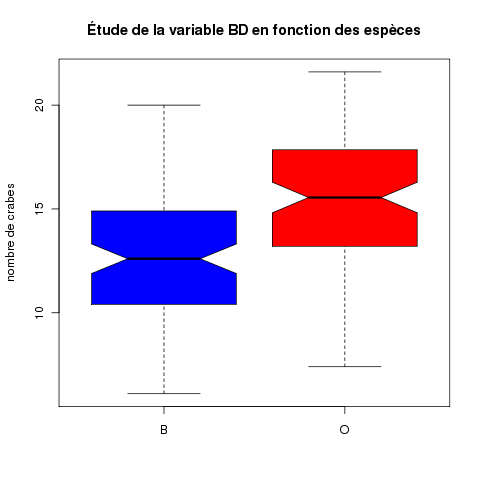 Étude de la variable BD en fonction des espèces
nombre de crabes
20
15
10
B
O